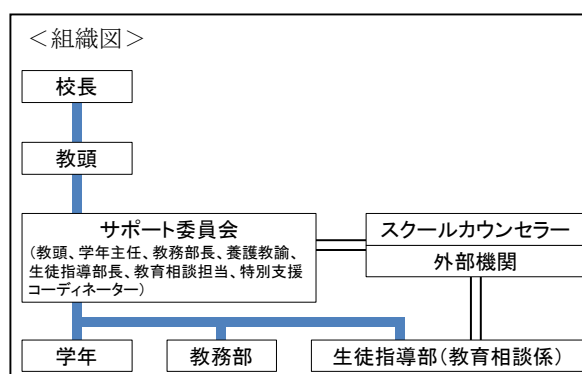 ＜組織図＞
校長
教頭
サポート委員会
（教頭、学年主任、教務部長、養護教諭、
生徒指導部長、教育相談担当、特別支援
コーディネーター）
スクールカウンセラー
外部機関
学年
教務部
生徒指導部（教育相談係）